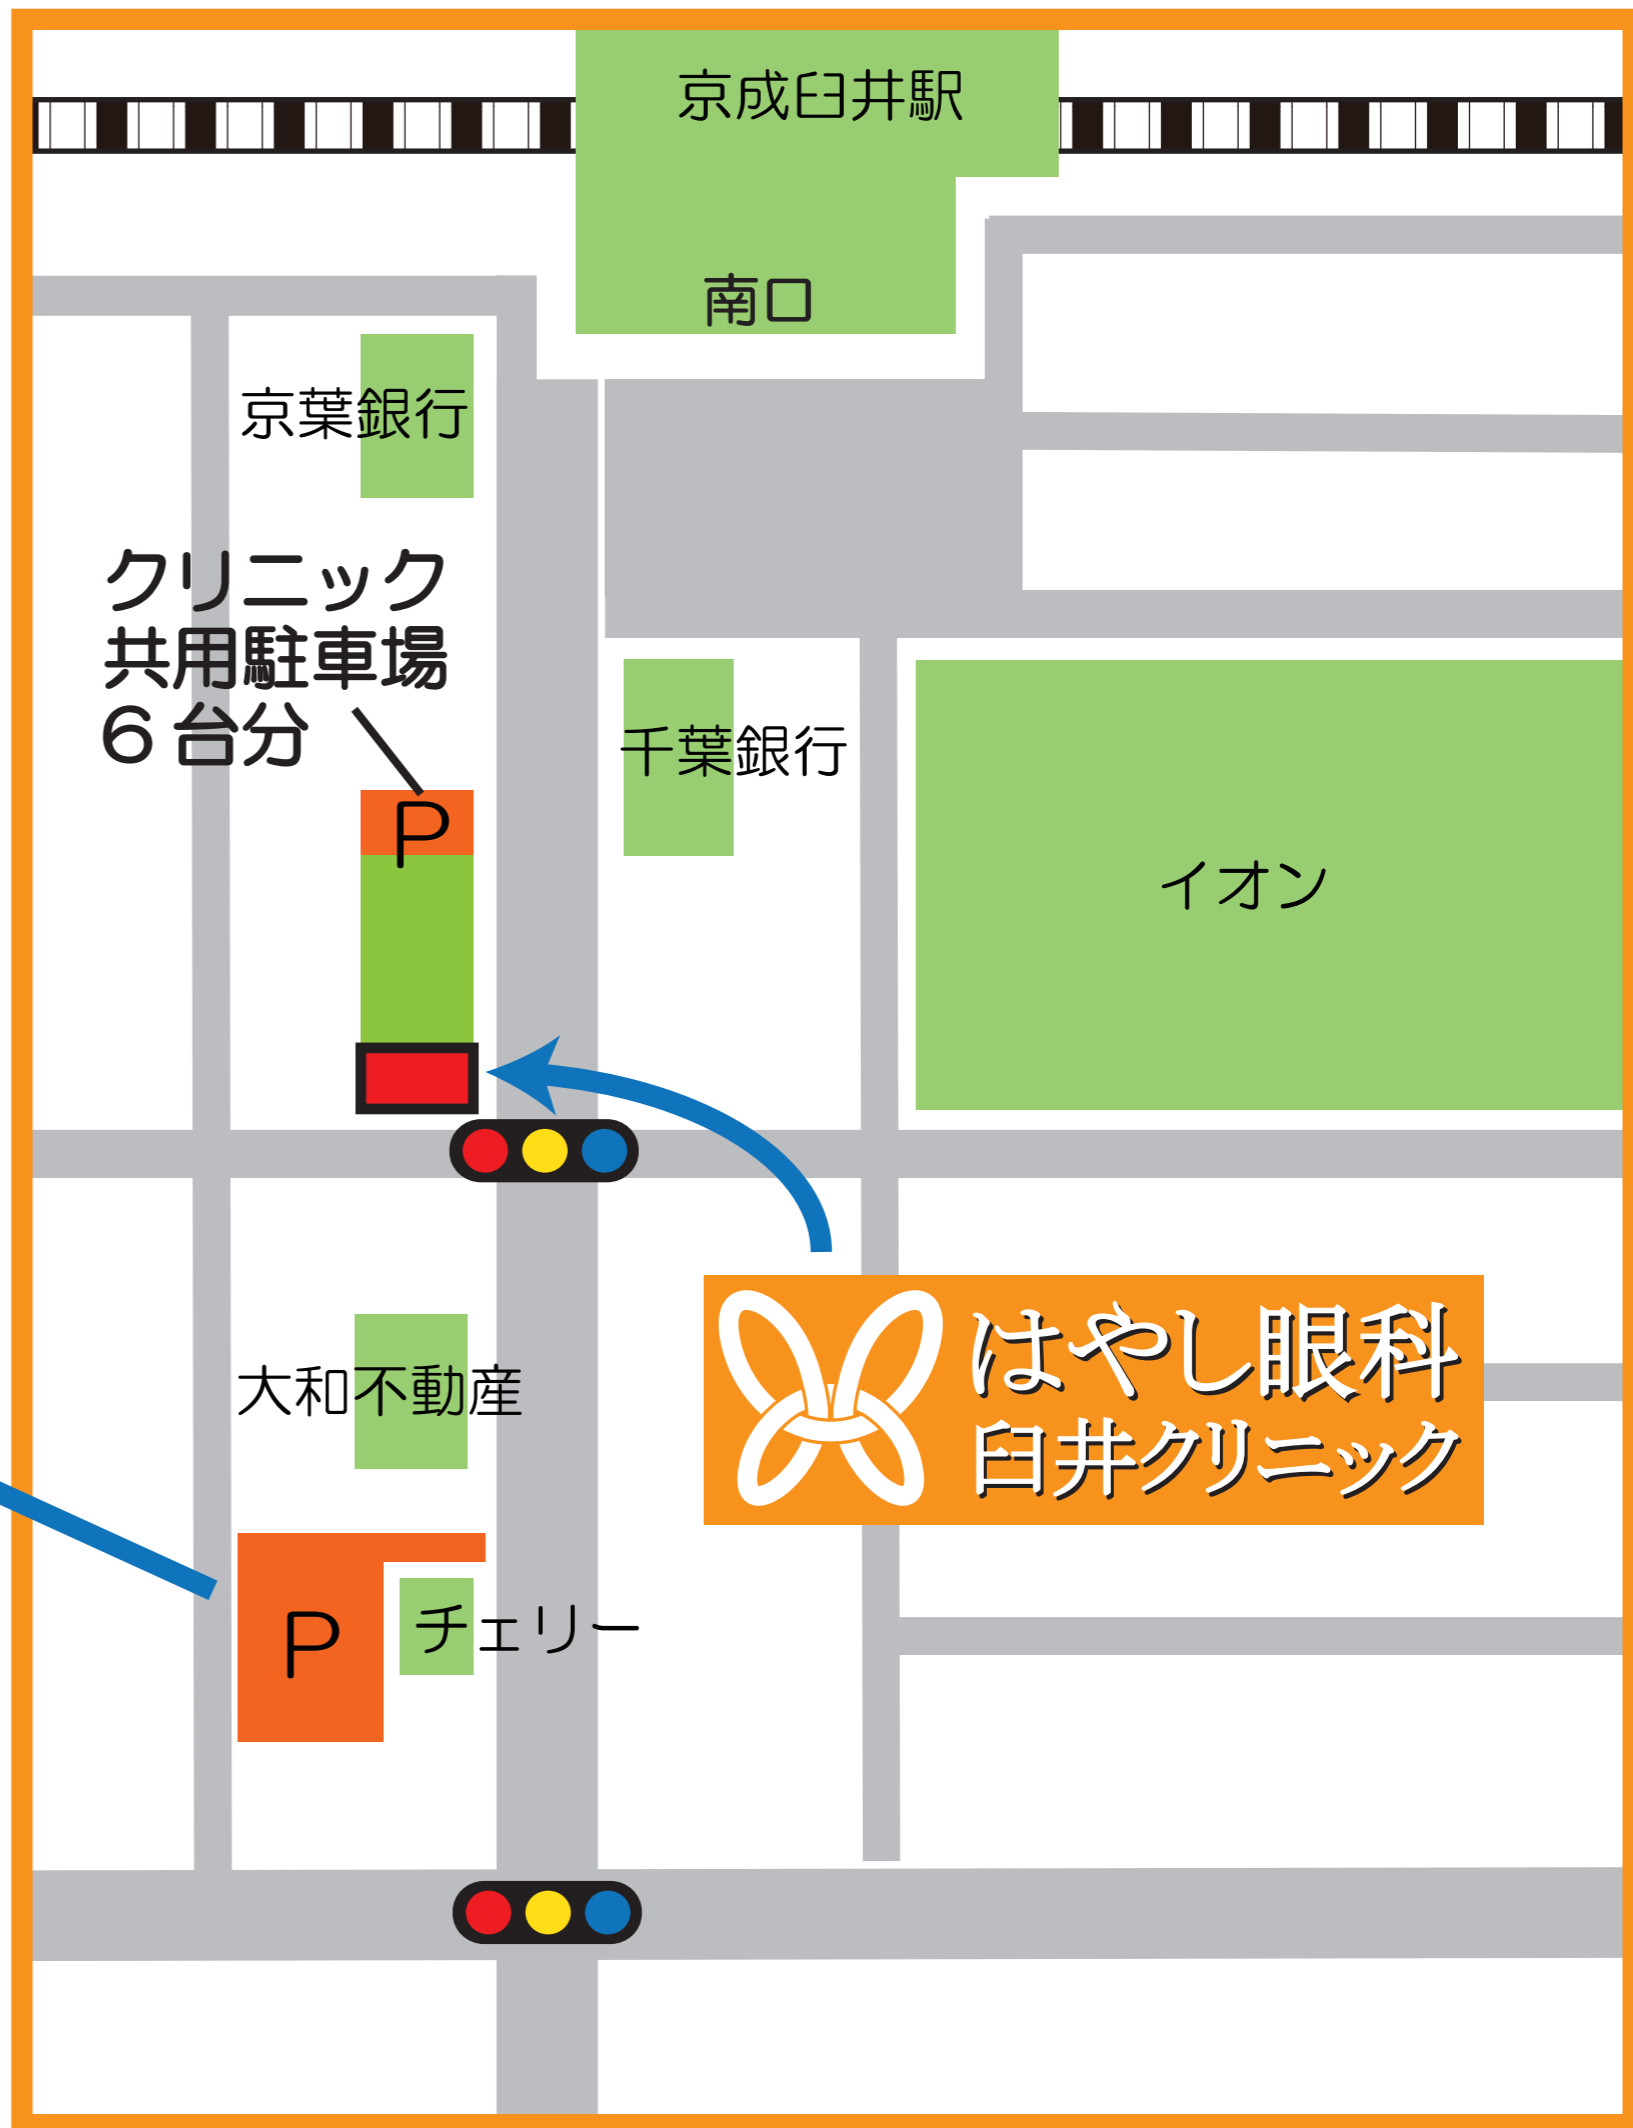 京成臼井駅
南口
京葉銀行
クリニック
共用駐車場
6台分
P
千葉銀行
イオン
はやし眼科
臼井クリニック
大和不動産
P
チェリー